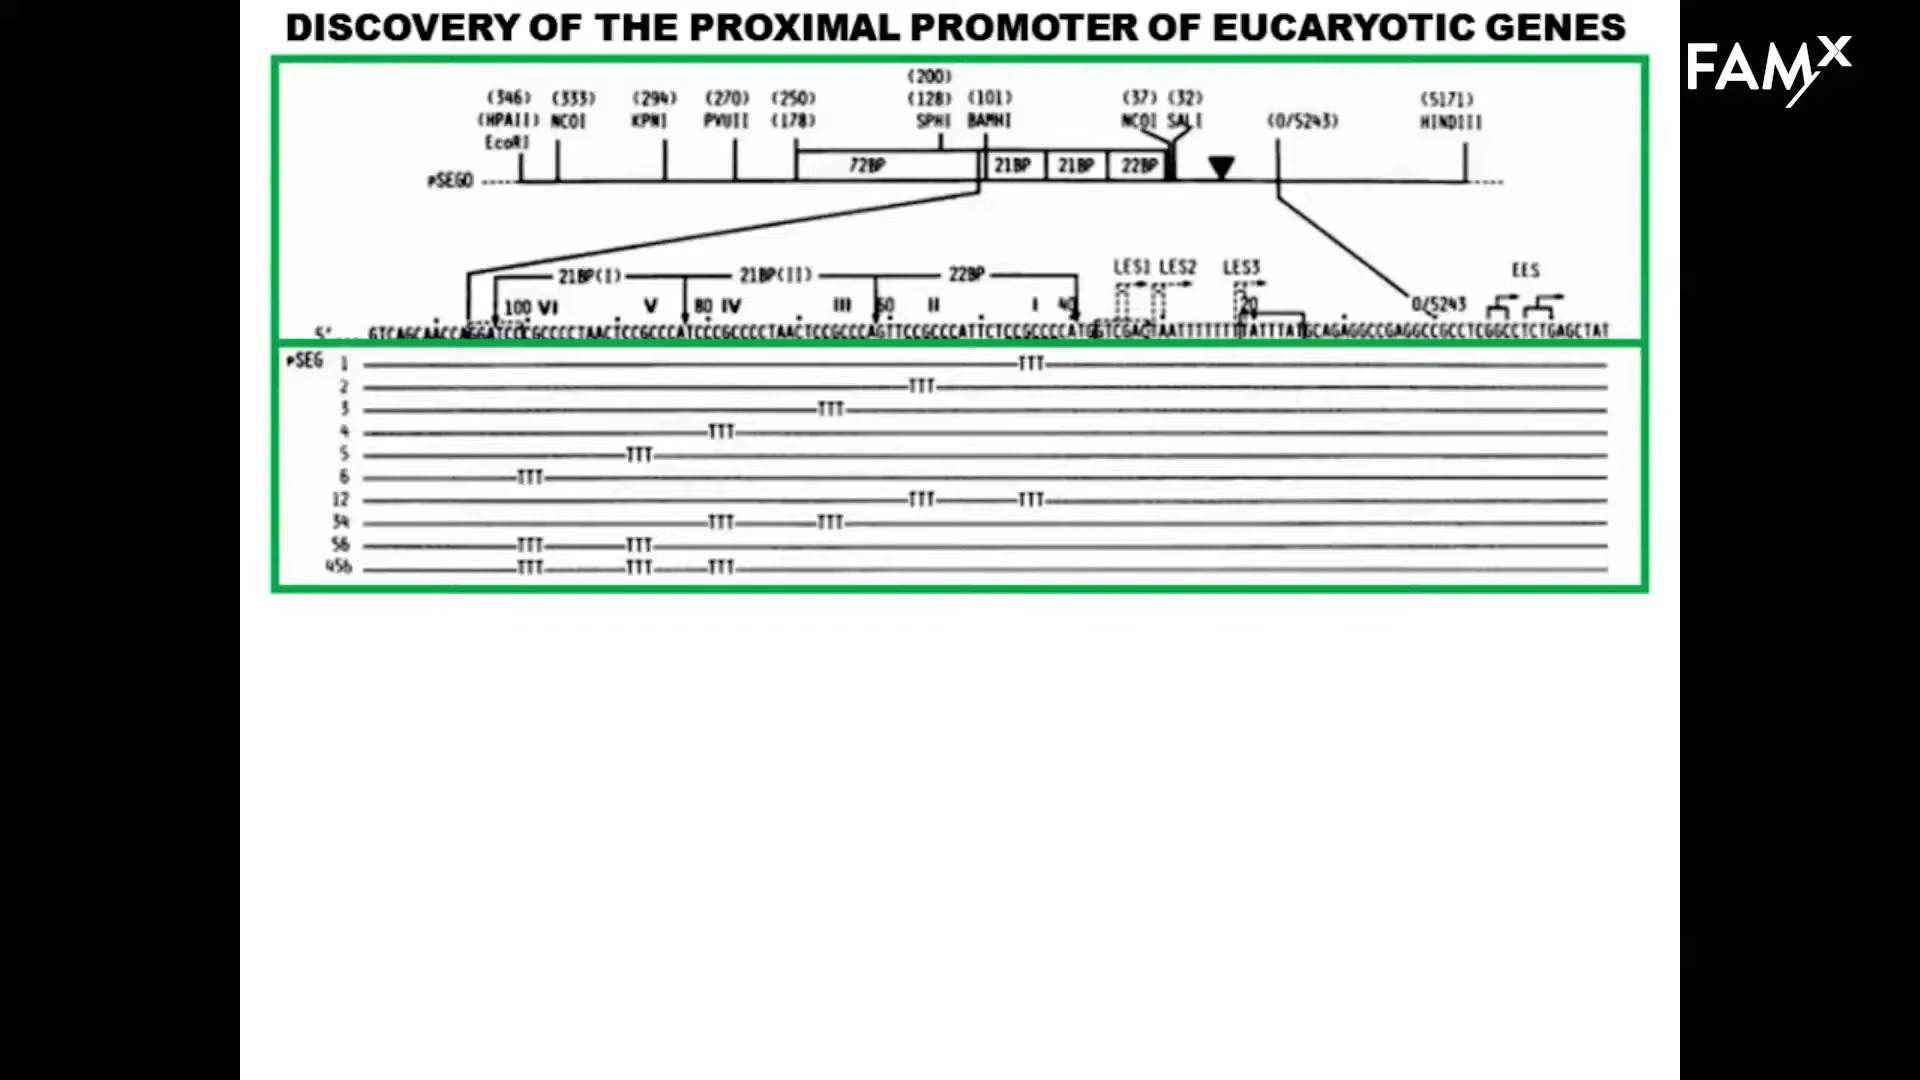 DISCOVERY OF THE PROXIMAL PROMOTER OF EUCARYOTIC GENES
FAMX
(200)
(346) (333) (294) (270) (250) (128) (101) (37) (32) (5171)
(HPAII) NCOI KPNI PVUII (178) SPHI BAMHI NCOI SALI (0/5243) HINDIII
EcoRI
72BP 21BP 21BP 22BP
pSEG0
21BP(I) 21BP(II) 22BP LES1 LES2 LES3 EES
100 VI V 80 IV III 60 II I 40 20 0/5243
5' GTCAGCAACCAGGATCCCGCCCCTAACTCCGCCCATCCCGCCCCTAACTCCGCCCAGTTCCGCCCATTCTCCGCCCCATGGTCGACTAATTTTTTTTATTTATGCAGAGGCCGAGGCCGCCTCGGCCTCTGAGCTAT
pSEG 1 TTT
2 TTT
3 TTT
4 TTT
5 TTT
6 TTT
12 TTT TTT
34 TTT TTT
56 TTT TTT
456 TTT TTT TTT